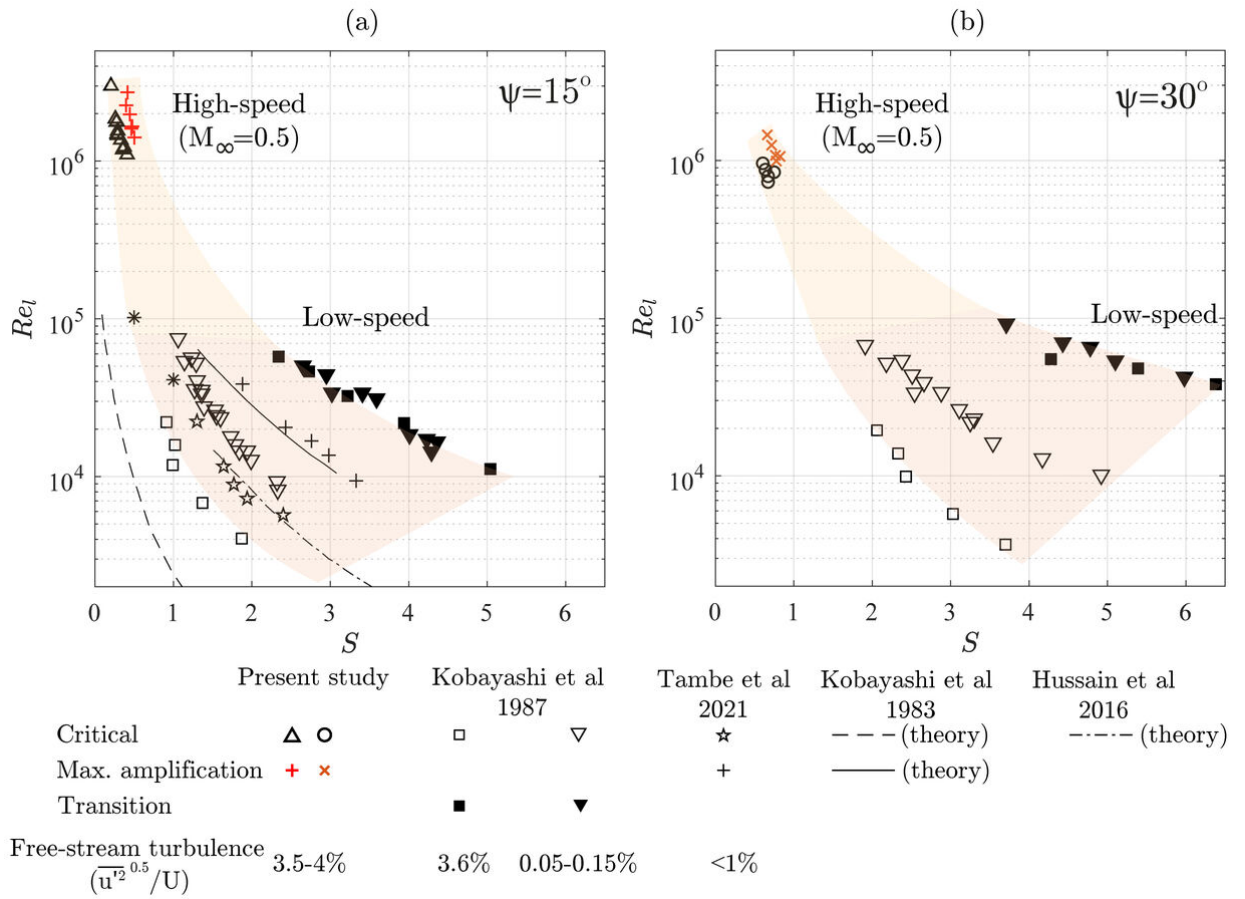 (a)
(b)
ψ=15°
High-speed
(M∞=0.5)
Low-speed
10⁶
10⁵
10⁴
Reₗ
0 1 2 3 4 5 6
S
ψ=30°
High-speed
(M∞=0.5)
Low-speed
10⁶
10⁵
10⁴
Reₗ
0 1 2 3 4 5 6
S
Present study
Kobayashi et al
1987
Tambe et al
2021
Kobayashi et al
1983
Hussain et al
2016
Critical
(theory)
(theory)
Max. amplification
(theory)
Transition
Free-stream turbulence
(u'² ⁰·⁵/U)
3.5-4%
3.6%
0.05-0.15%
<1%